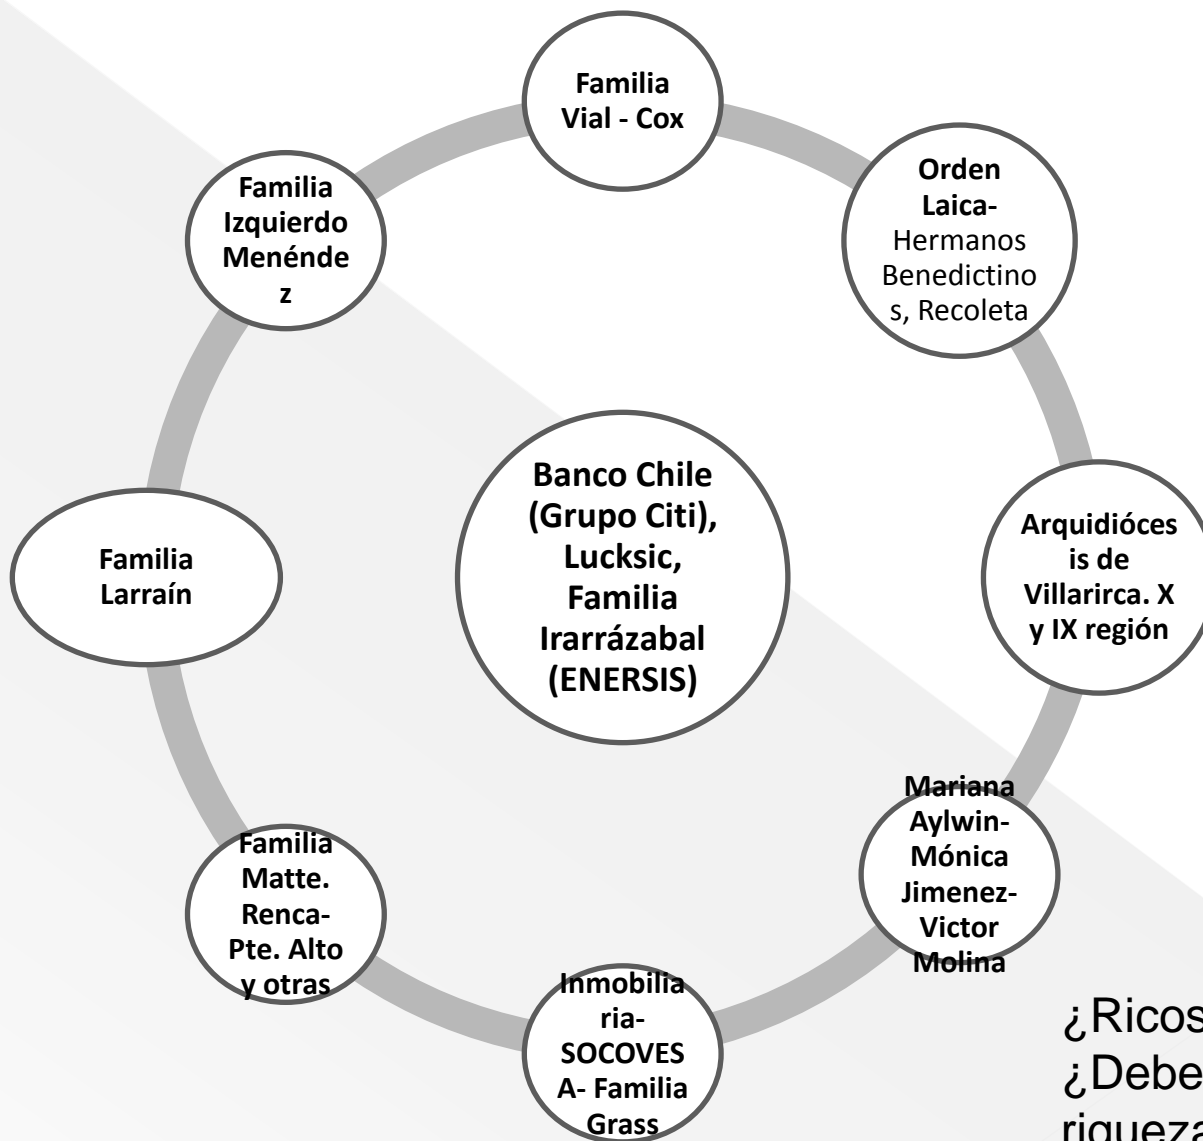 Familia
Vial - Cox
Orden
Laica-
Hermanos
Benedictino
s, Recoleta
Arquidióces
is de
Villarirca. X
y IX región
Mariana
Aylwin-
Mónica
Jimenez-
Victor
Molina
Inmobilia
ria-
SOCOVES
A- Familia
Grass
Familia
Matte.
Renca-
Pte. Alto
y otras
Familia
Larraín
Familia
Izquierdo
Menénde
z
Banco Chile
(Grupo Citi),
Lucksic,
Familia
Irarrázabal
(ENERSIS)
¿Ricos
¿Debe
riqueza